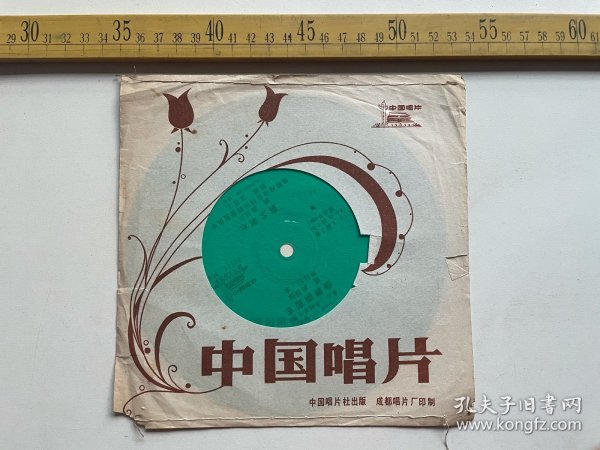 29 30 31 32 33 34 35 36 37 38 39 40 41 42 43 44 45 46 47 48 49 50 51 52 53 54 55 56 57 58 59 60 61
中国唱片
中国唱片
中国唱片社出版 成都唱片厂印制
孔夫子旧书网
www.kongfz.com